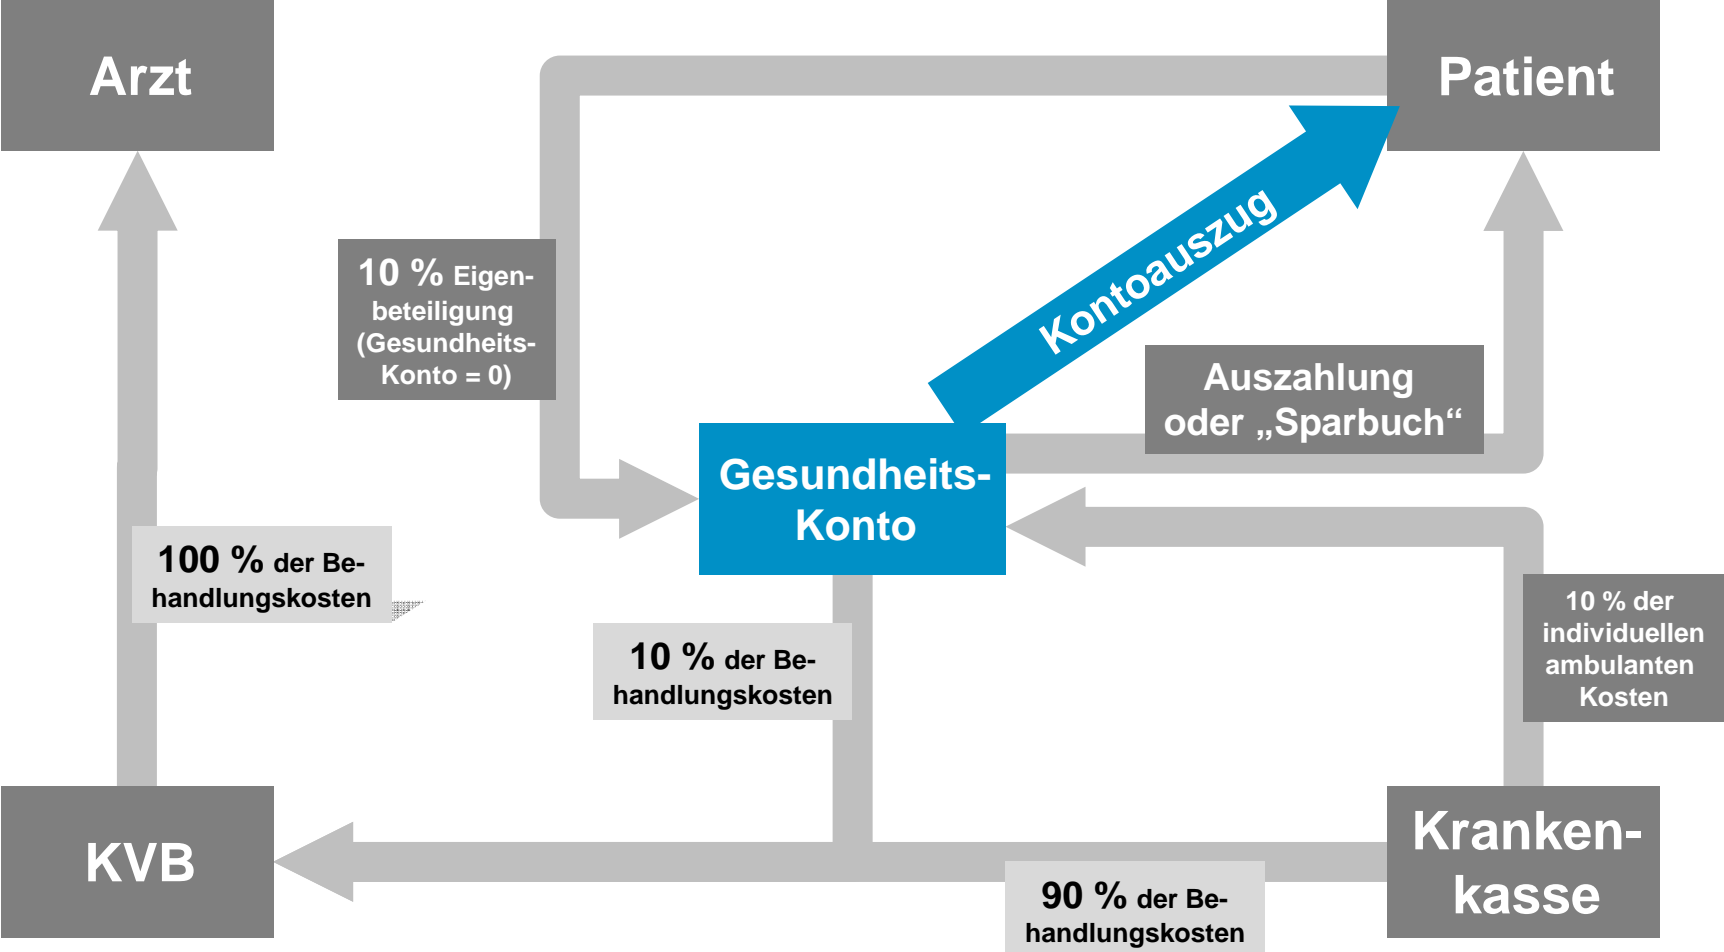 Arzt
Patient
10 % Eigen-
beteiligung
(Gesundheits-
Konto = 0)
Kontoauszug
Auszahlung
oder „Sparbuch“
Gesundheits-
Konto
100 % der Be-
handlungskosten
10 % der Be-
handlungskosten
10 % der
individuellen
ambulanten
Kosten
KVB
Kranken-
kasse
90 % der Be-
handlungskosten